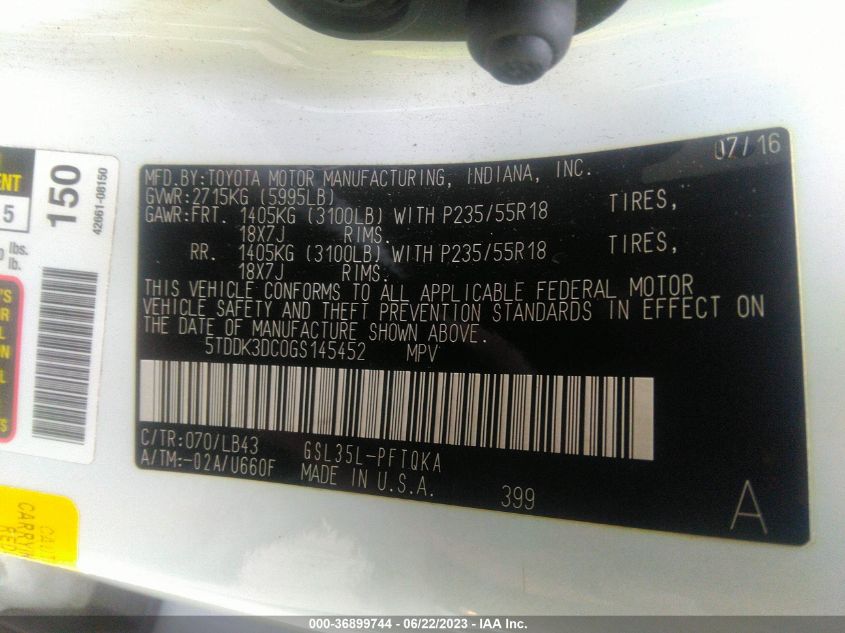 07/16
MFD.BY:TOYOTA MOTOR MANUFACTURING, INDIANA, INC.
GVWR:2715KG (5995LB)
GAWR:FRT. 1405KG (3100LB) WITH P235/55R18 TIRES,
18X7J RIMS.
RR. 1405KG (3100LB) WITH P235/55R18 TIRES,
18X7J RIMS.
THIS VEHICLE CONFORMS TO ALL APPLICABLE FEDERAL MOTOR
VEHICLE SAFETY AND THEFT PREVENTION STANDARDS IN EFFECT ON
THE DATE OF MANUFACTURE SHOWN ABOVE.
5TDDK3DC0GS145452 MPV
C/TR:070/LB43 GSL35L-PFTQKA
A/TM:-02A/U660F MADE IN U.S.A.
399
A
150
42661-08150
5
lbs.
lb.
000-36899744 / 06/22/2023 - IAA Inc.